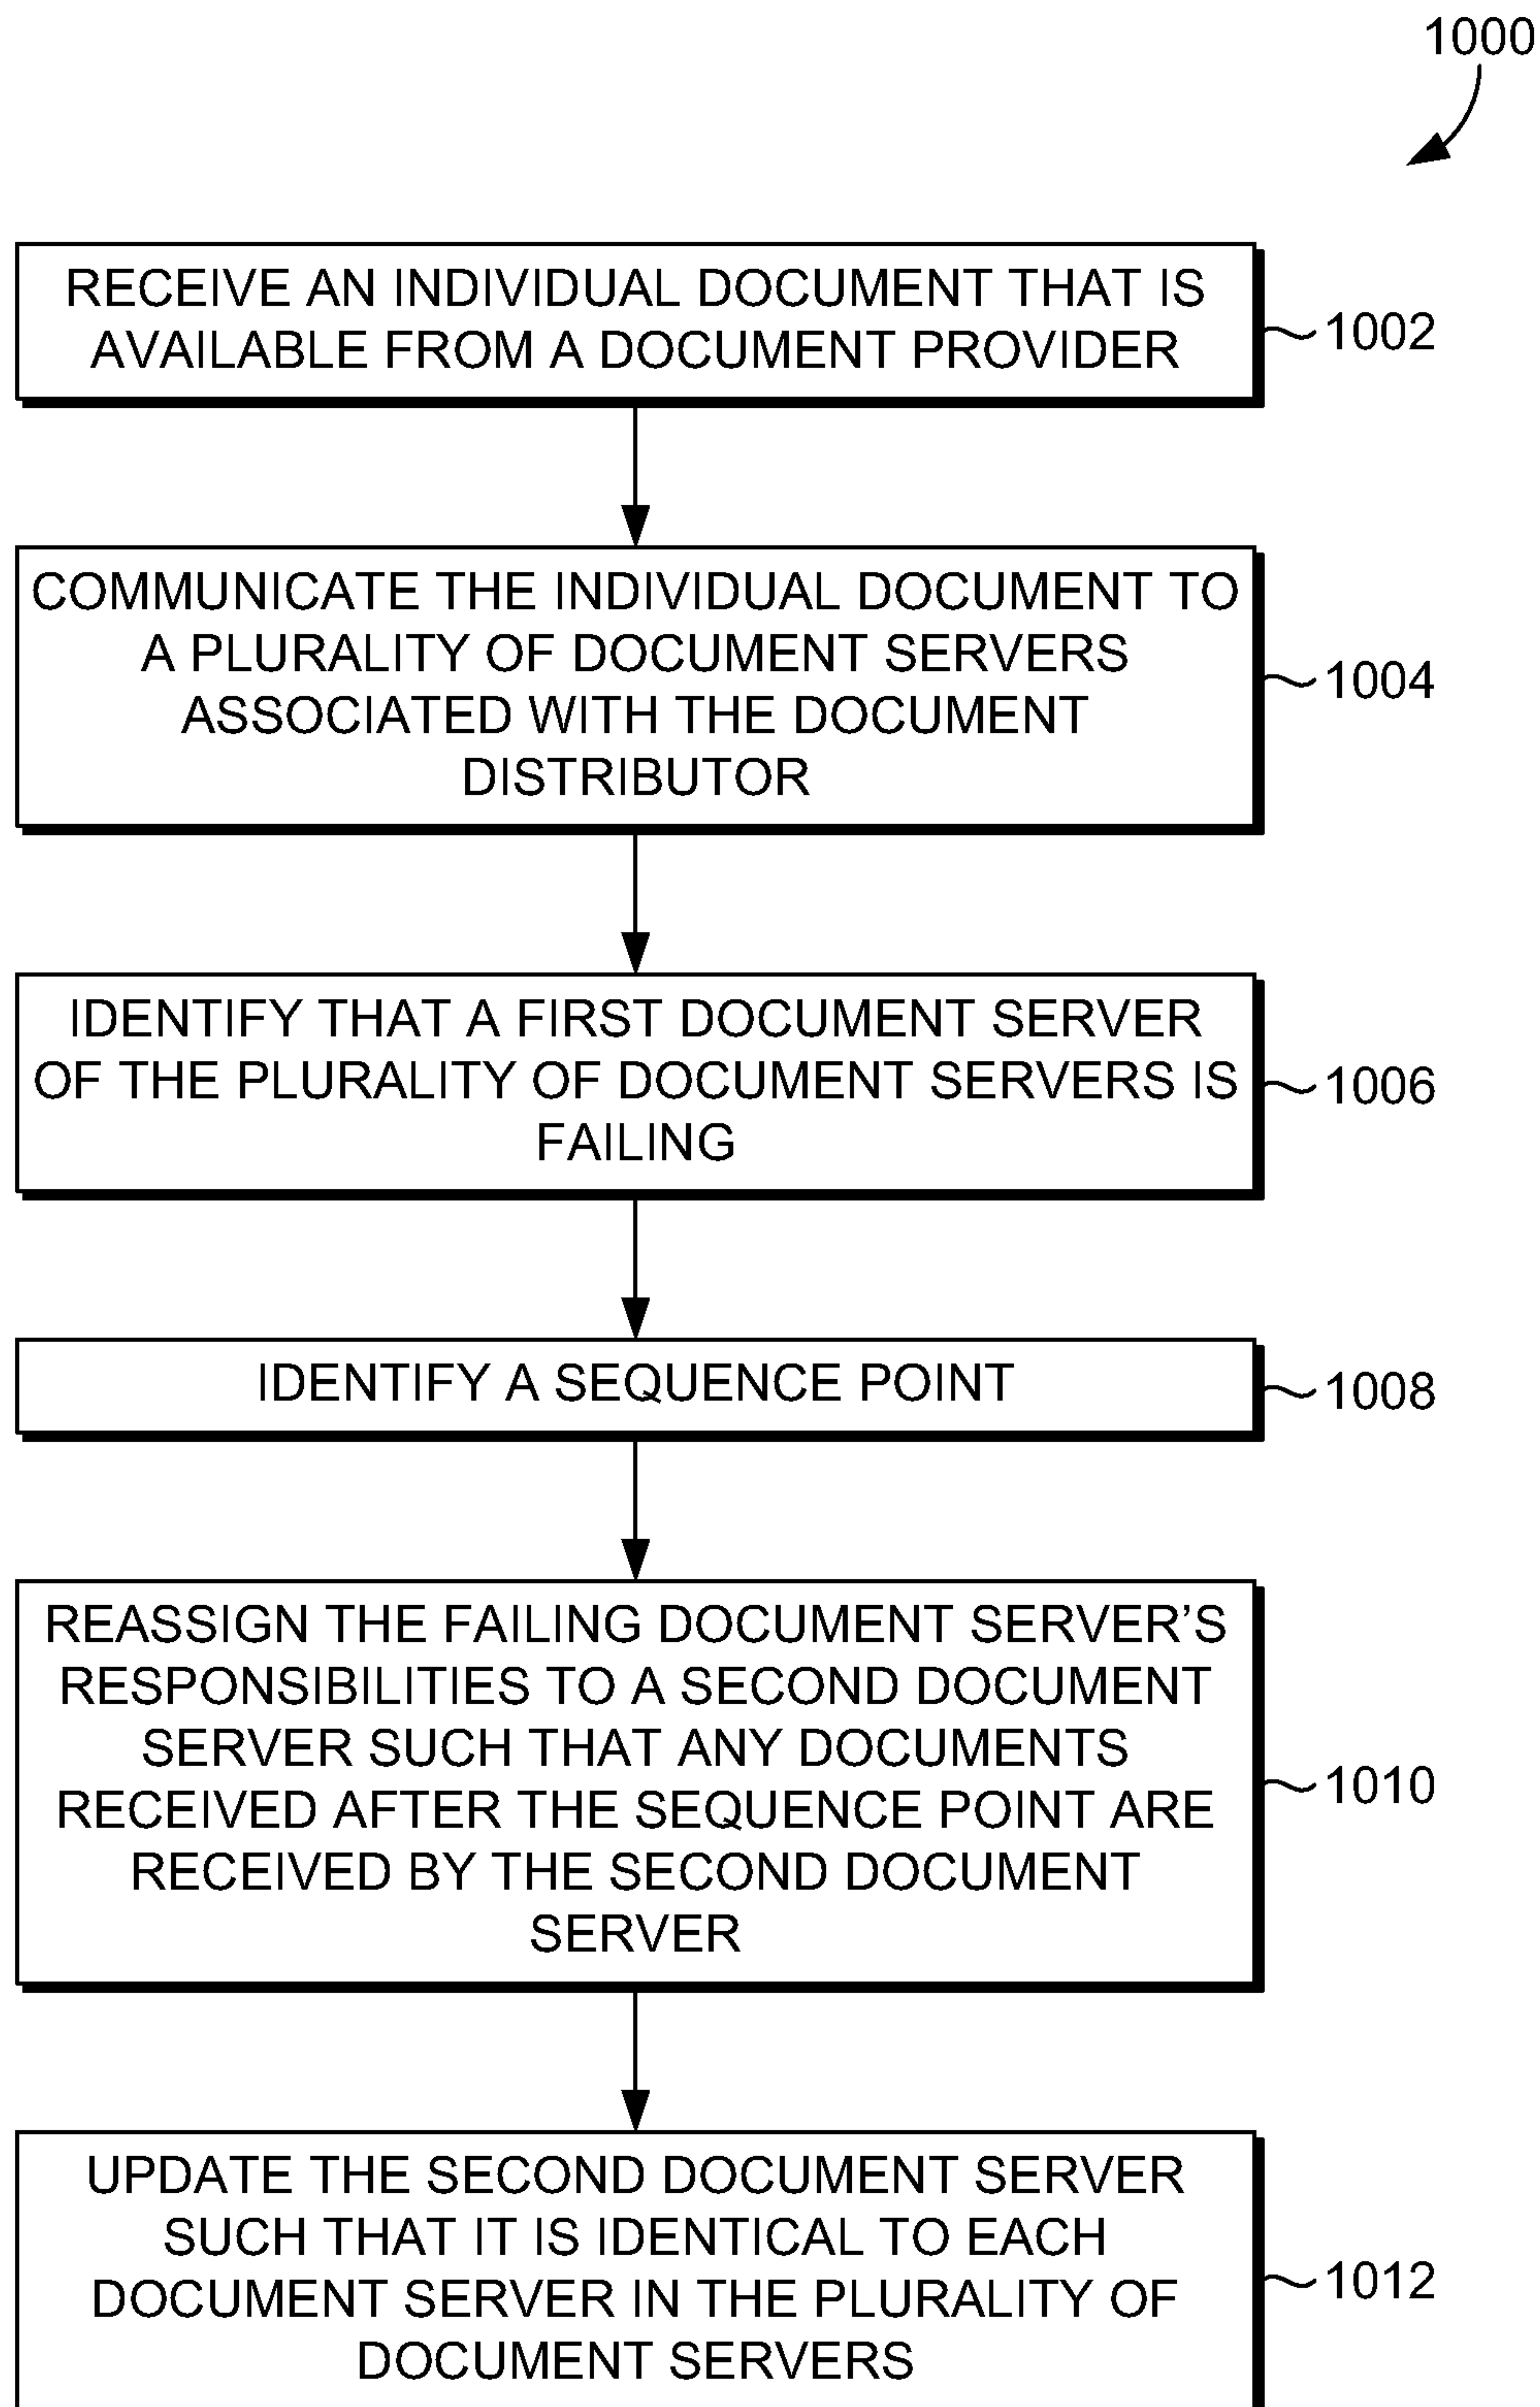 1000
RECEIVE AN INDIVIDUAL DOCUMENT THAT IS
AVAILABLE FROM A DOCUMENT PROVIDER
1002
COMMUNICATE THE INDIVIDUAL DOCUMENT TO
A PLURALITY OF DOCUMENT SERVERS
ASSOCIATED WITH THE DOCUMENT
DISTRIBUTOR
1004
IDENTIFY THAT A FIRST DOCUMENT SERVER
OF THE PLURALITY OF DOCUMENT SERVERS IS
FAILING
1006
IDENTIFY A SEQUENCE POINT
1008
REASSIGN THE FAILING DOCUMENT SERVER’S
RESPONSIBILITIES TO A SECOND DOCUMENT
SERVER SUCH THAT ANY DOCUMENTS
RECEIVED AFTER THE SEQUENCE POINT ARE
RECEIVED BY THE SECOND DOCUMENT
SERVER
1010
UPDATE THE SECOND DOCUMENT SERVER
SUCH THAT IT IS IDENTICAL TO EACH
DOCUMENT SERVER IN THE PLURALITY OF
DOCUMENT SERVERS
1012